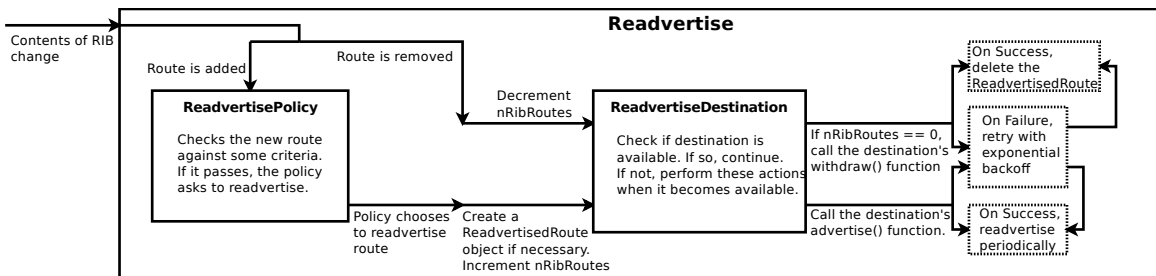 Readvertise
Contents of RIB
change
Route is added
Route is removed
ReadvertisePolicy
Checks the new route
against some criteria.
If it passes, the policy
asks to readvertise.
Policy chooses
to readvertise
route
Decrement
nRibRoutes
Create a
ReadvertisedRoute
object if necessary.
Increment nRibRoutes
ReadvertiseDestination
Check if destination is
available. If so, continue.
If not, perform these actions
when it becomes available.
If nRibRoutes == 0,
call the destination's
withdraw() function
Call the destination's
advertise() function.
On Success,
delete the
ReadvertisedRoute
On Failure,
retry with
exponential
backoff
On Success,
readvertise
periodically